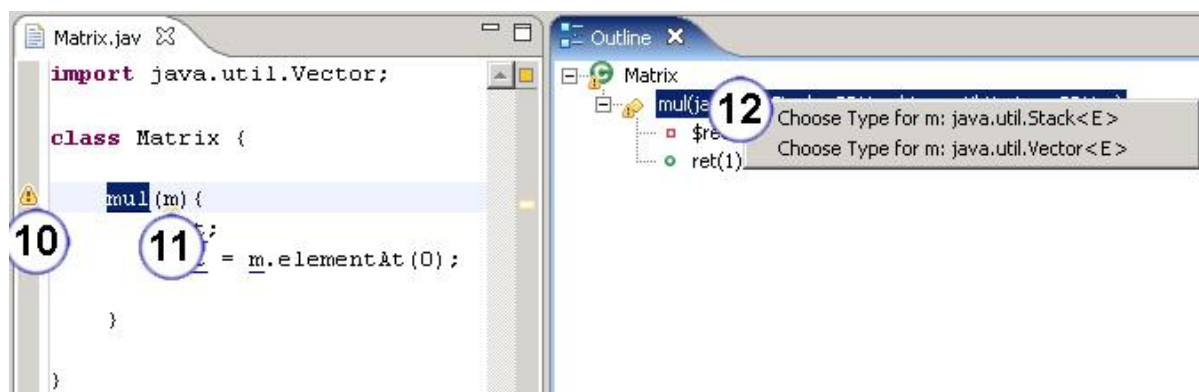 Matrix.jav
import java.util.Vector;
class Matrix {
mul(m){
10
11
;
= m.elementAt(0);
}
}
Outline
Matrix
mul(ja
12
Choose Type for m: java.util.Stack<E>
Choose Type for m: java.util.Vector<E>
ret(1)